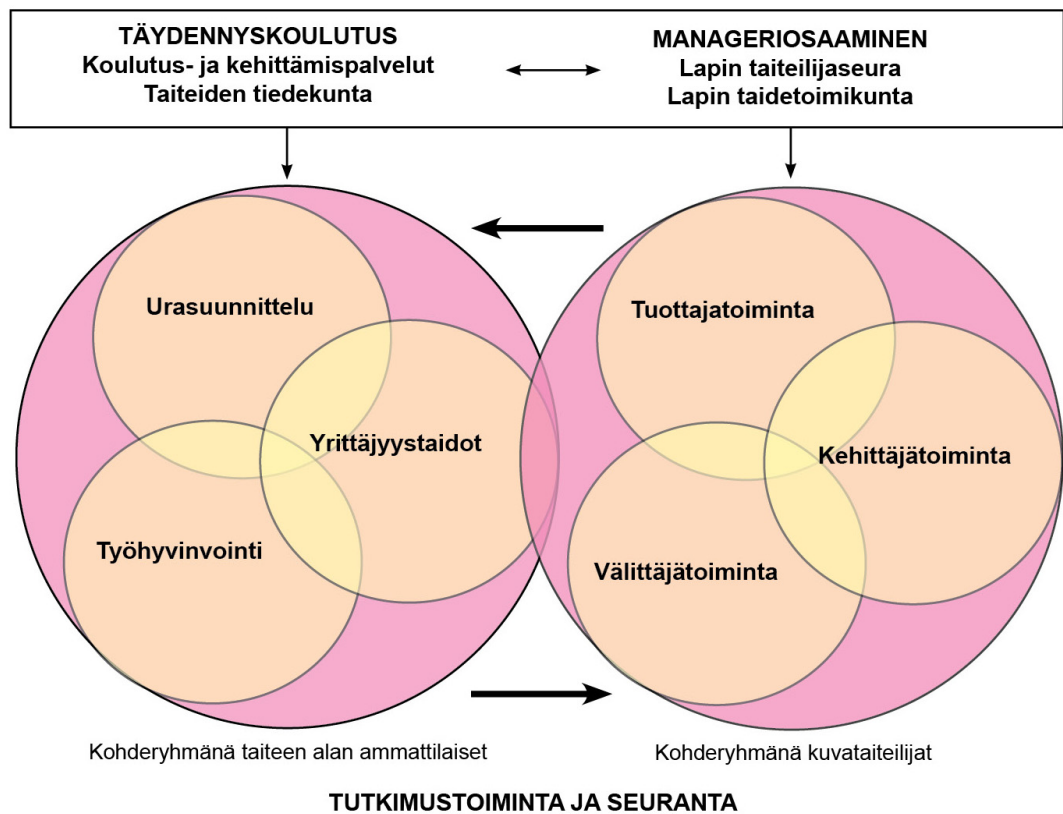 TÄYDENNYSKOULUTUS
Koulutus- ja kehittämispalvelut
Taiteiden tiedekunta
MANAGERIOSAAMINEN
Lapin taiteilijaseura
Lapin taidetoimikunta
Urasuunnittelu
Yrittäjyystaidot
Työhyvinvointi
Tuottajatoiminta
Kehittäjätoiminta
Välittäjätoiminta
Kohderyhmänä taiteen alan ammattilaiset
Kohderyhmänä kuvataiteilijat
TUTKIMUSTOIMINTA JA SEURANTA